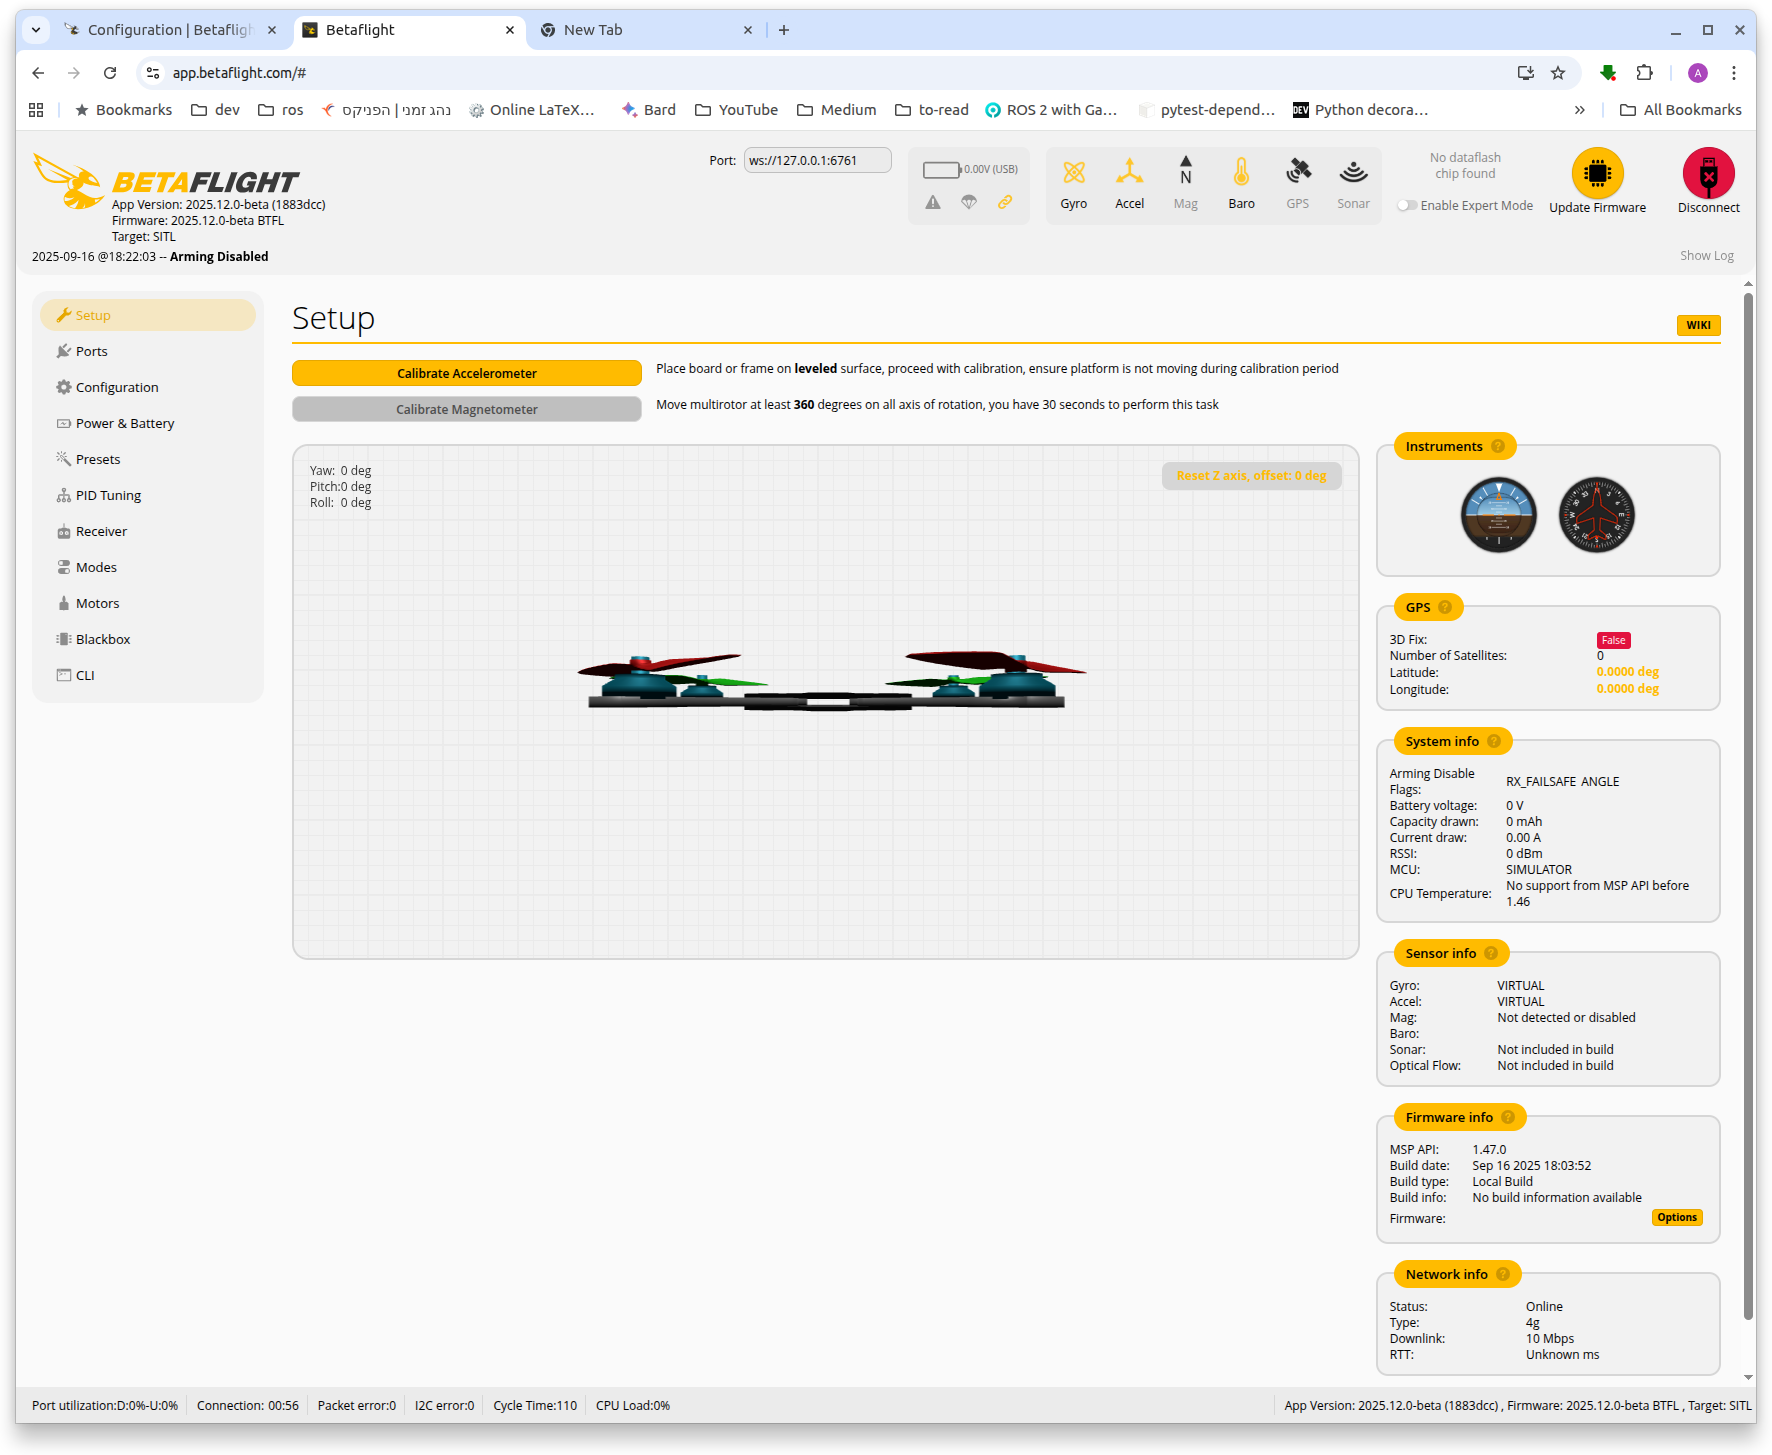 Configuration | Betafligh
Betaflight
New Tab
app.betaflight.com/#
Bookmarks
dev
ros
נהג זמני | הפניקס
Online LaTeX...
Bard
YouTube
Medium
to-read
ROS 2 with Ga...
pytest-depend...
DEV
Python decora...
»
All Bookmarks
A
BETAFLIGHT
App Version: 2025.12.0-beta (1883dcc)
Firmware: 2025.12.0-beta BTFL
Target: SITL
2025-09-16 @18:22:03 -- Arming Disabled
Port: ws://127.0.0.1:6761
0.00V (USB)
N
Gyro
Accel
Mag
Baro
GPS
Sonar
No dataflash
chip found
Enable Expert Mode
Update Firmware
Disconnect
Show Log
Setup
Ports
Configuration
Power & Battery
Presets
PID Tuning
Receiver
Modes
Motors
Blackbox
CLI
Setup
WIKI
Calibrate Accelerometer
Place board or frame on leveled surface, proceed with calibration, ensure platform is not moving during calibration period
Calibrate Magnetometer
Move multirotor at least 360 degrees on all axis of rotation, you have 30 seconds to perform this task
Yaw: 0 deg
Pitch:0 deg
Roll: 0 deg
Reset Z axis, offset: 0 deg
Instruments ?
GPS ?
3D Fix: False
Number of Satellites: 0
Latitude: 0.0000 deg
Longitude: 0.0000 deg
System info ?
Arming Disable
Flags: RX_FAILSAFE ANGLE
Battery voltage: 0 V
Capacity drawn: 0 mAh
Current draw: 0.00 A
RSSI: 0 dBm
MCU: SIMULATOR
CPU Temperature: No support from MSP API before
1.46
Sensor info ?
Gyro: VIRTUAL
Accel: VIRTUAL
Mag: Not detected or disabled
Baro:
Sonar: Not included in build
Optical Flow: Not included in build
Firmware info ?
MSP API: 1.47.0
Build date: Sep 16 2025 18:03:52
Build type: Local Build
Build info: No build information available
Firmware: Options
Network info ?
Status: Online
Type: 4g
Downlink: 10 Mbps
RTT: Unknown ms
Port utilization:D:0%-U:0%
Connection: 00:56
Packet error:0
I2C error:0
Cycle Time:110
CPU Load:0%
App Version: 2025.12.0-beta (1883dcc) , Firmware: 2025.12.0-beta BTFL , Target: SITL